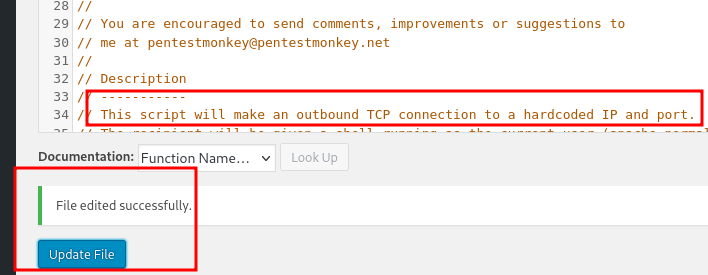 28 //
29 // You are encouraged to send comments, improvements or suggestions to
30 // me at pentestmonkey@pentestmonkey.net
31 //
32 // Description
33 // -----------
34 // This script will make an outbound TCP connection to a hardcoded IP and port.
35 // The recipient will be given a shell running as the current user (apache normal
Documentation: Function Name... Look Up
File edited successfully.
Update File